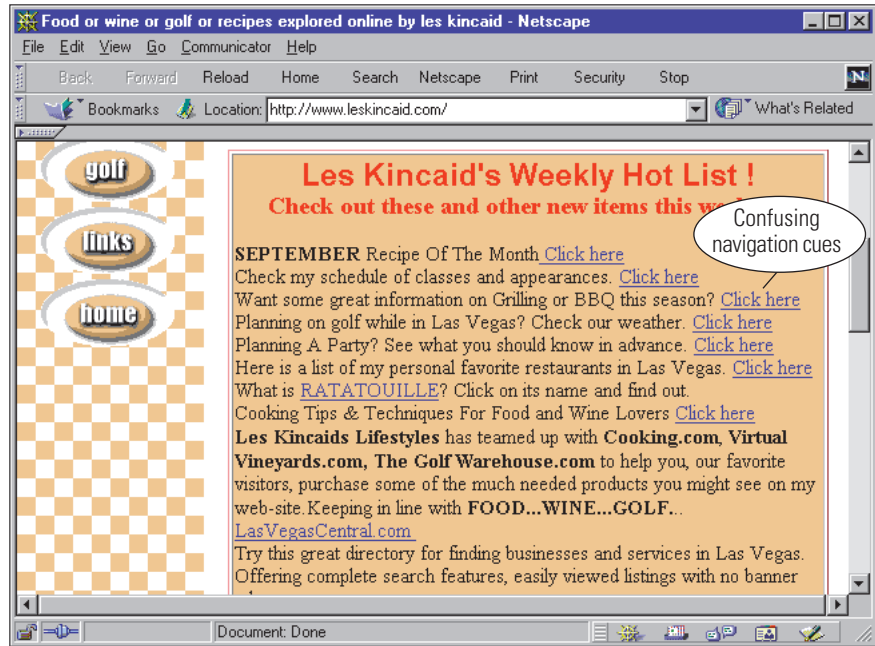 Food or wine or golf or recipes explored online by les kincaid - Netscape
File Edit View Go Communicator Help
Back Forward Reload Home Search Netscape Print Security Stop
N
Bookmarks Location: http://www.leskincaid.com/ What's Related
golf
links
home
Les Kincaid's Weekly Hot List !
Check out these and other new items this
Confusing
navigation cues
SEPTEMBER Recipe Of The Month Click here
Check my schedule of classes and appearances. Click here
Want some great information on Grilling or BBQ this season? Click here
Planning on golf while in Las Vegas? Check our weather. Click here
Planning A Party? See what you should know in advance. Click here
Here is a list of my personal favorite restaurants in Las Vegas. Click here
What is RATATOUILLE? Click on its name and find out.
Cooking Tips & Techniques For Food and Wine Lovers Click here
Les Kincaids Lifestyles has teamed up with Cooking.com, Virtual
Vineyards.com, The Golf Warehouse.com to help you, our favorite
visitors, purchase some of the much needed products you might see on my
web-site.Keeping in line with FOOD...WINE...GOLF...
LasVegasCentral.com
Try this great directory for finding businesses and services in Las Vegas.
Offering complete search features, easily viewed listings with no banner
Document: Done